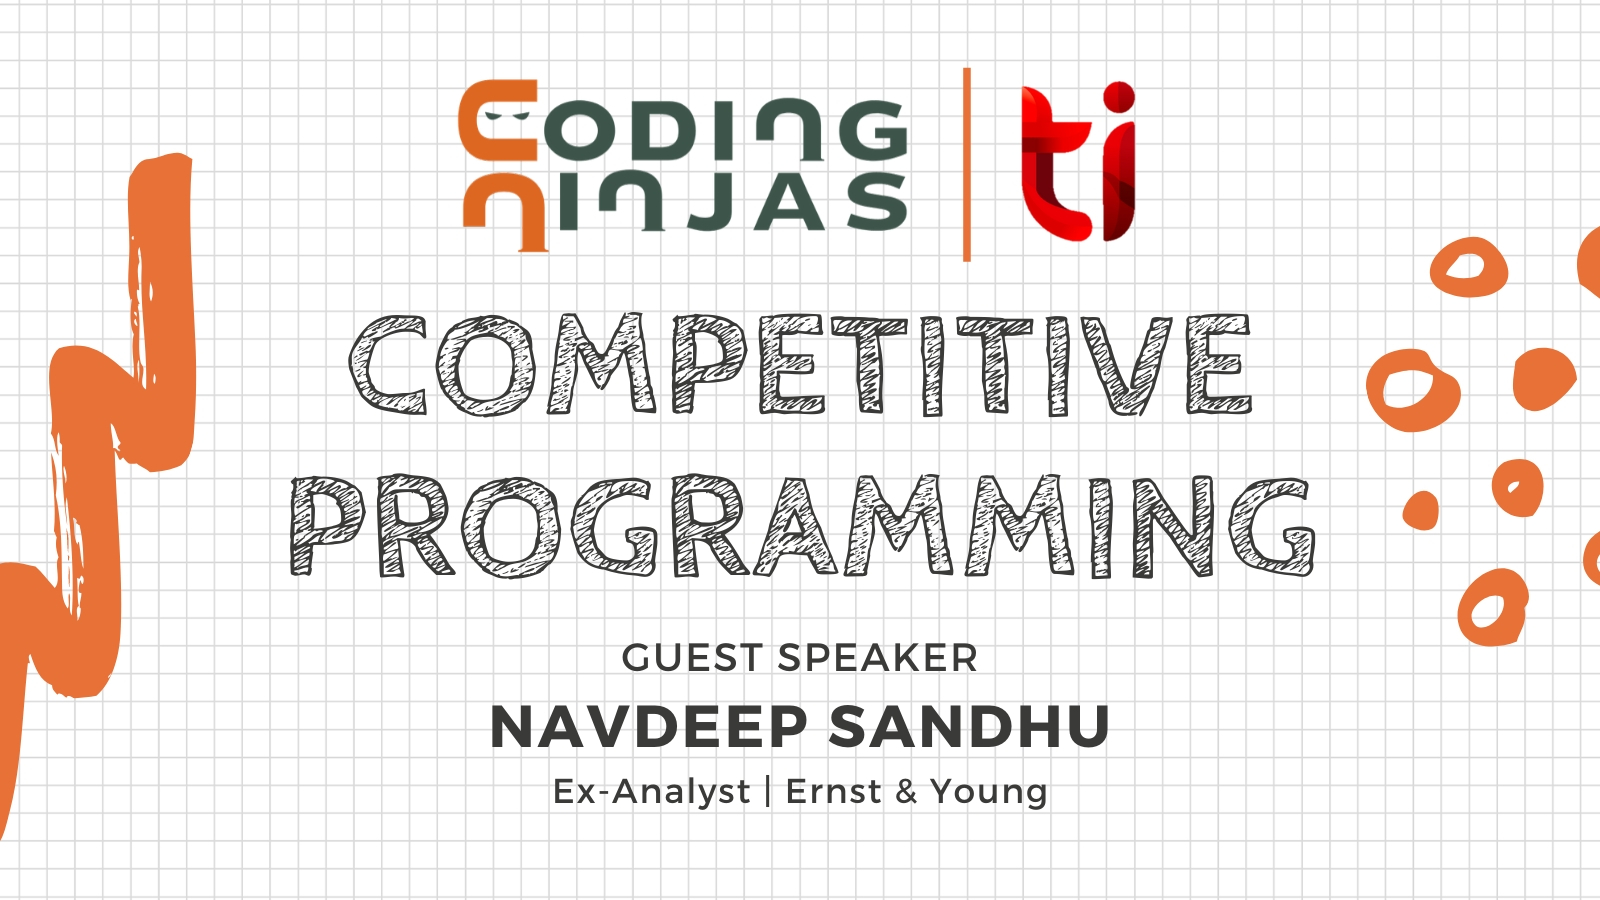 CODING
NINJAS
ti
COMPETITIVE
PROGRAMMING
GUEST SPEAKER
NAVDEEP SANDHU
Ex-Analyst | Ernst & Young